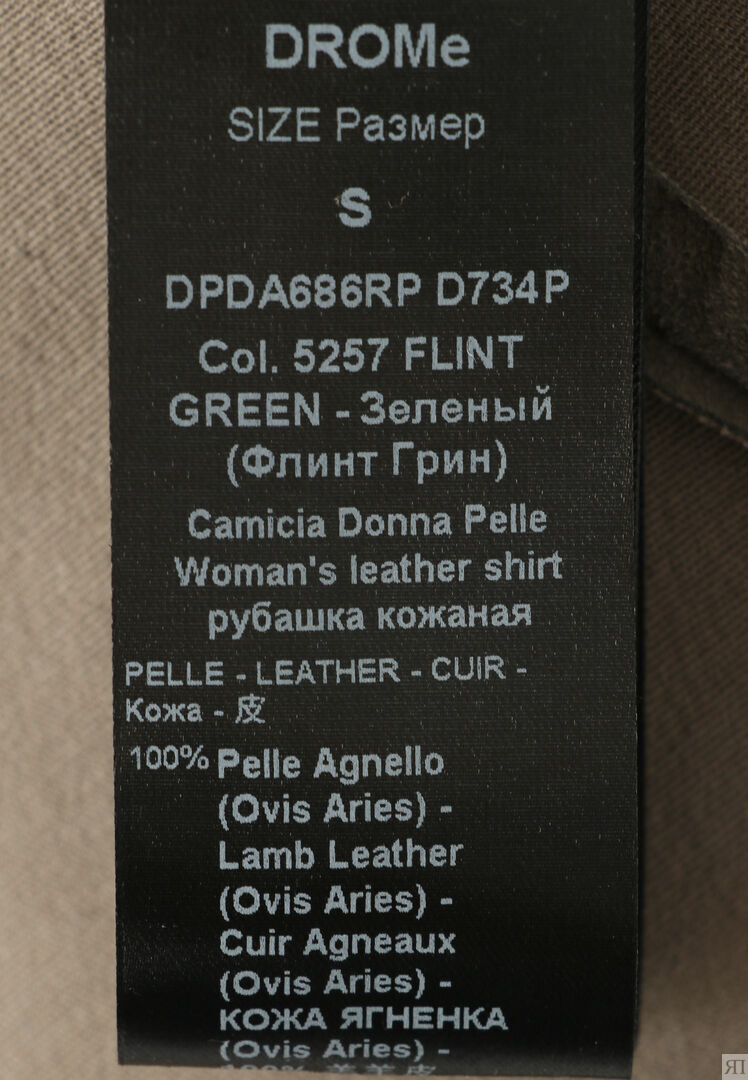 DROMe
SIZE Размер
S
DPDA686RP D734P
Col. 5257 FLINT
GREEN - Зеленый
(Флинт Грин)
Camicia Donna Pelle
Woman's leather shirt
рубашка кожаная
PELLE - LEATHER - CUIR -
Кожа - 皮
100% Pelle Agnello
(Ovis Aries) -
Lamb Leather
(Ovis Aries) -
Cuir Agneaux
(Ovis Aries) -
КОЖА ЯГНЕНКА
(Ovis Aries) -
ЯП